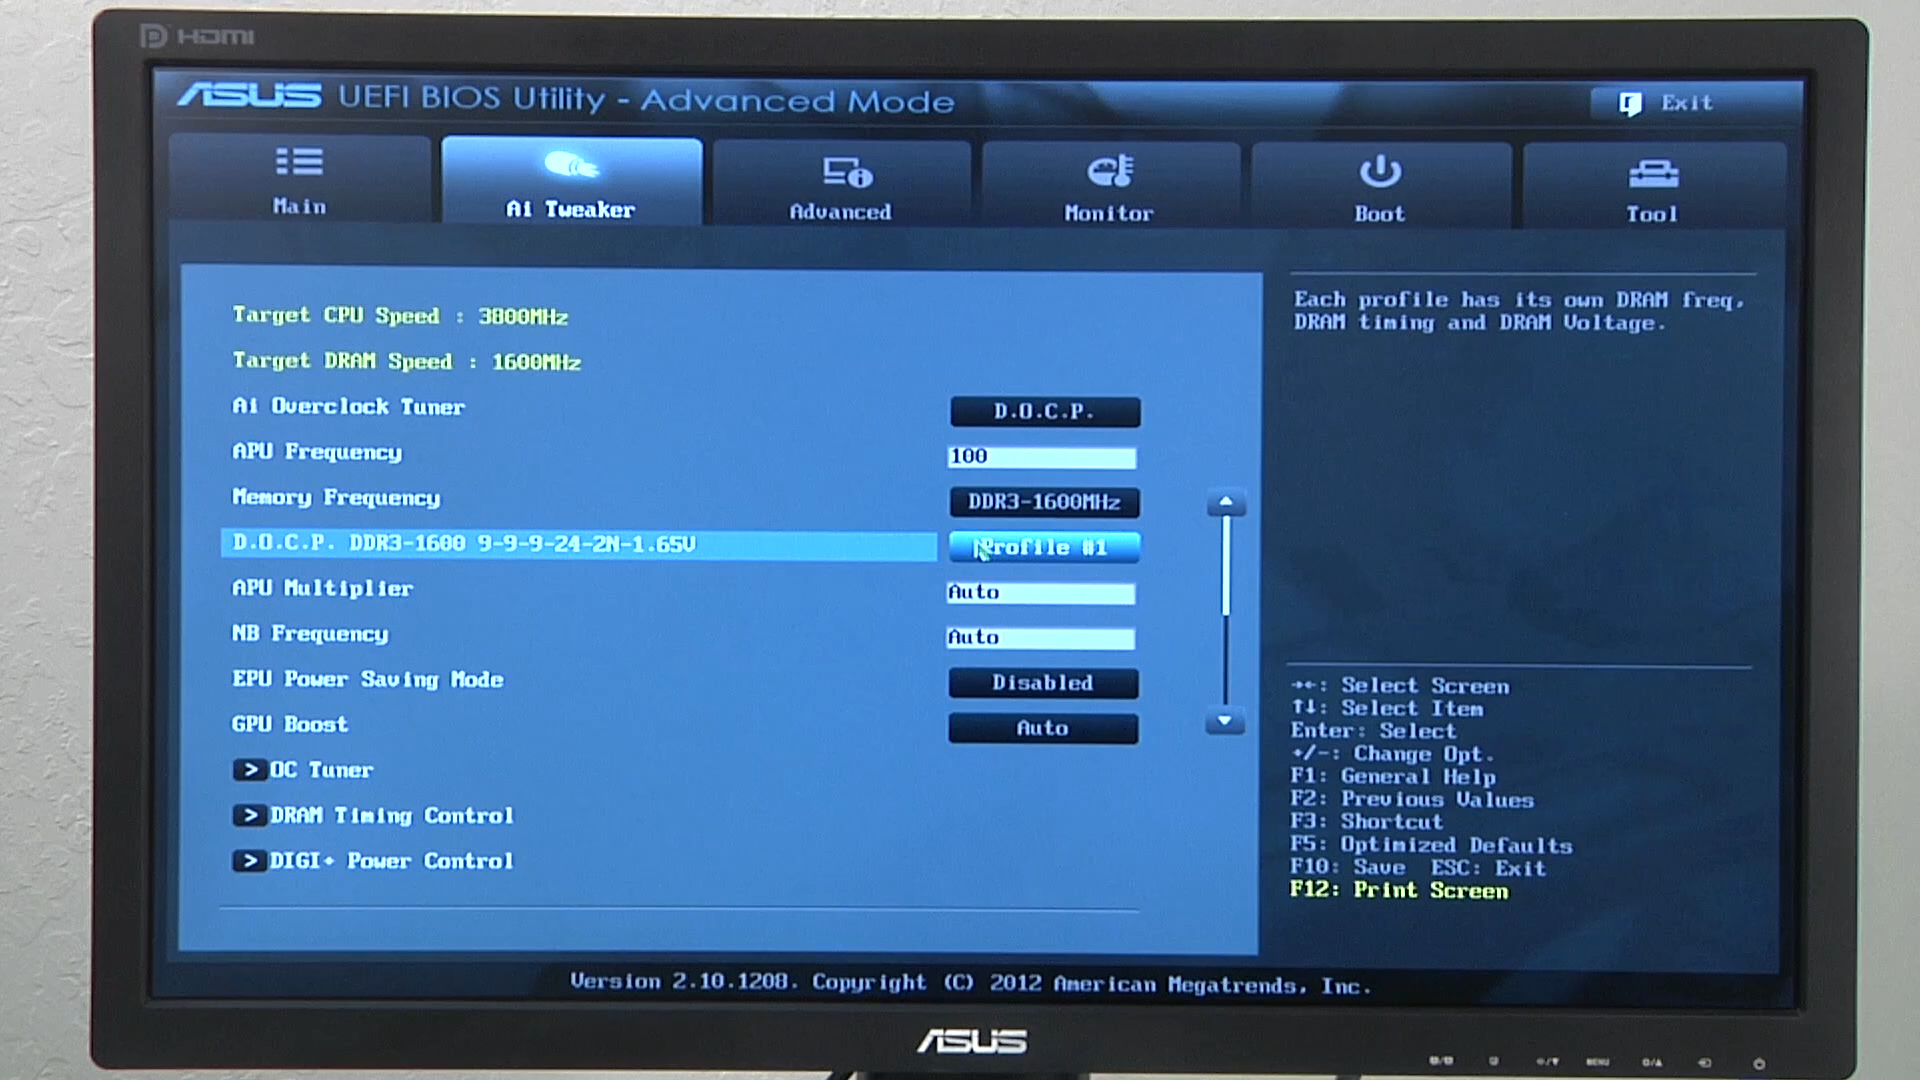 HDMI
ASUS UEFI BIOS Utility - Advanced Mode
Exit
Main
Ai Tweaker
Advanced
Monitor
Boot
Tool
Target CPU Speed : 3800MHz
Target DRAM Speed : 1600MHz
Ai Overclock Tuner
D.O.C.P.
APU Frequency
100
Memory Frequency
DDR3-1600MHz
D.O.C.P. DDR3-1600 9-9-9-24-2N-1.65V
Profile #1
APU Multiplier
Auto
NB Frequency
Auto
EPU Power Saving Mode
Disabled
GPU Boost
Auto
> OC Tuner
> DRAM Timing Control
> DIGI+ Power Control
Each profile has its own DRAM freq,
DRAM timing and DRAM Voltage.
→←: Select Screen
↑↓: Select Item
Enter: Select
+/-: Change Opt.
F1: General Help
F2: Previous Values
F3: Shortcut
F5: Optimized Defaults
F10: Save ESC: Exit
F12: Print Screen
Version 2.10.1208. Copyright (C) 2012 American Megatrends, Inc.
ASUS
MENU